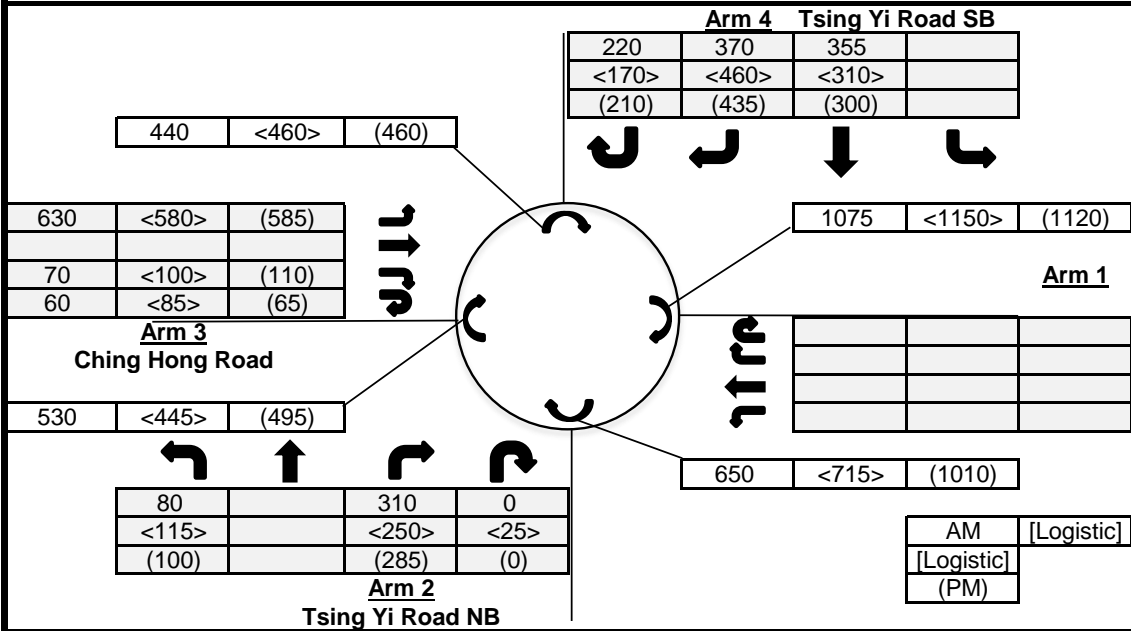 Arm 4 Tsing Yi Road SB
220 370 355
<170> <460> <310>
(210) (435) (300)
440 <460> (460)
630 <580> (585)
1075 <1150> (1120)
70 <100> (110)
Arm 1
60 <85> (65)
Arm 3
Ching Hong Road
530 <445> (495)
650 <715> (1010)
80 310 0
<115> <250> <25>
AM [Logistic]
(100) (285) (0)
[Logistic]
Arm 2
(PM)
Tsing Yi Road NB